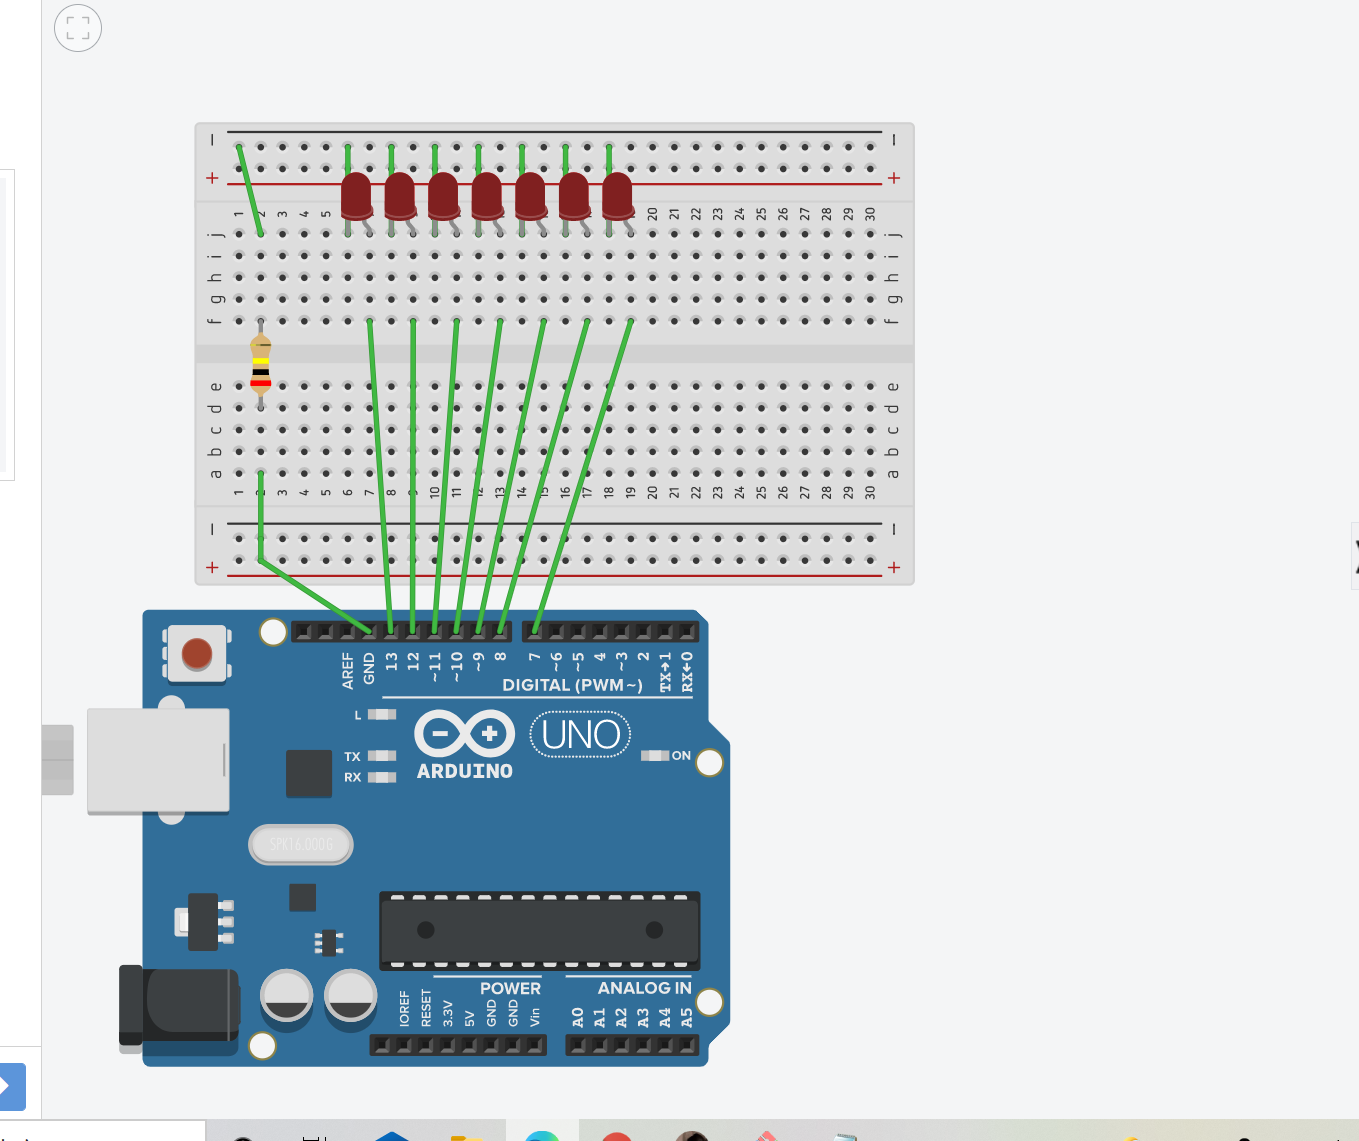 − −
+ +
1 2 3 4 5 20 21 22 23 24 25 26 27 28 29 30
j j
i i
h h
g g
f f
e e
d d
c c
b b
a a
1 2 3 4 5 6 7 8 9 10 11 12 13 14 15 16 17 18 19 20 21 22 23 24 25 26 27 28 29 30
− −
+ +
AREF GND 13 12 ~11 ~10 ~9 8 7 ~6 ~5 4 ~3 2 TX→1 RX←0
DIGITAL (PWM~)
L
UNO
TX ON
RX ARDUINO
SPK16.000G
POWER ANALOG IN
IOREF RESET 3.3V 5V GND GND Vin A0 A1 A2 A3 A4 A5